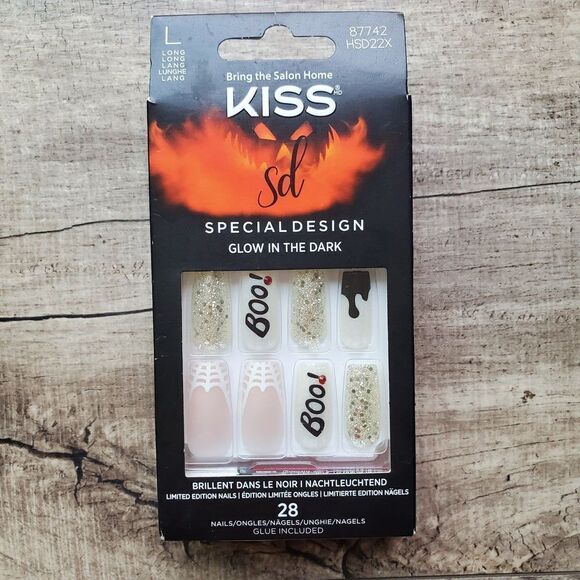 L
LONG
LONG
LANG
LUNGHE
LANG
87742
HSD22X
Bring the Salon Home
KISS®
MD
sd
SPECIAL DESIGN
GLOW IN THE DARK
BOO!
BOO!
BRILLENT DANS LE NOIR I NACHTLEUCHTEND
LIMITED EDITION NAILS | ÉDITION LIMITÉE ONGLES | LIMITIERTE EDITION NÄGELS
28
NAILS/ONGLES/NÄGELS/UNGHIE/NAGELS
GLUE INCLUDED